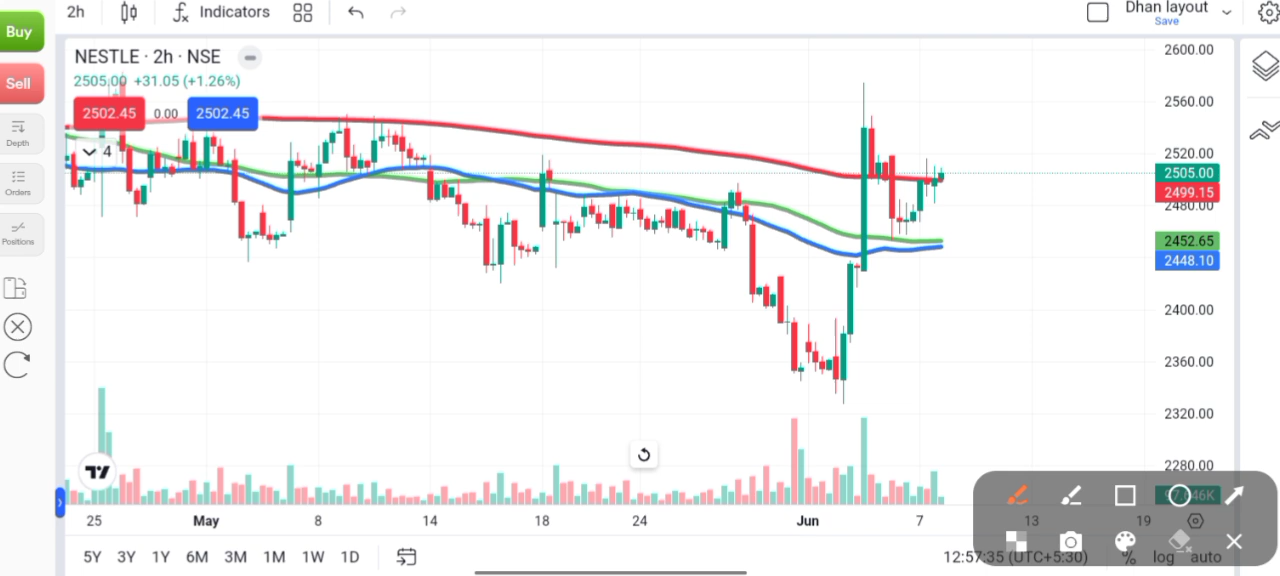 2h
Indicators
Dhan layout
Save
Buy
Sell
Depth
Orders
Positions
NESTLE · 2h · NSE
2505.00 +31.05 (+1.26%)
2502.45 0.00 2502.45
4
2600.00
2560.00
2520.00
2505.00
2499.15
2480.00
2452.65
2448.10
2400.00
2360.00
2320.00
2280.00
25 May 8 14 18 24 Jun 7 13 19
5Y 3Y 1Y 6M 3M 1M 1W 1D
12:57:35 (UTC+5:30) % log auto